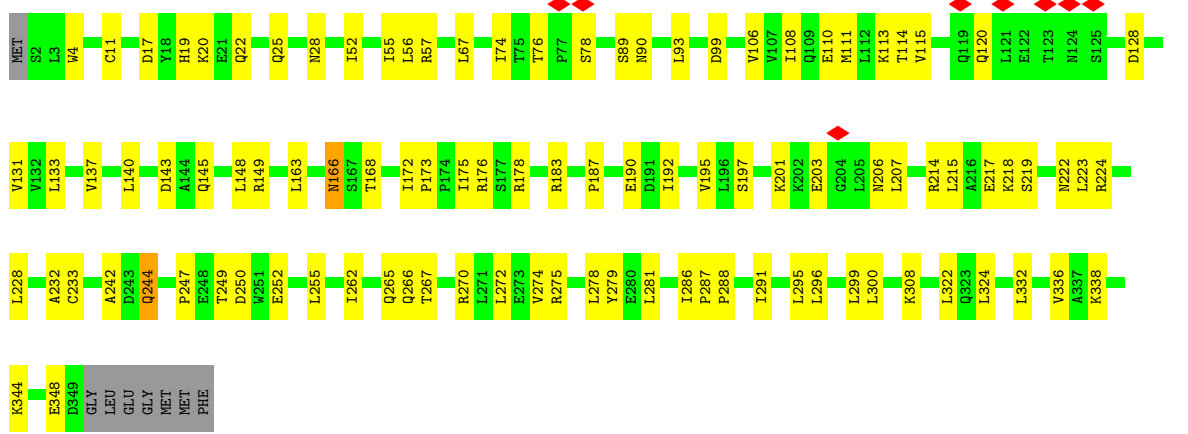 MET S2 L3 W4 C11 D17 Y18 H19 K20 E21 Q22 Q25 N28 I52 I55 L56 R57 L67 I74 T75 T76 P77 S78 S89 N90 L93 D99 V106 V107 I108 Q109 E110 M111 L112 K113 T114 V115 Q119 Q120 L121 E122 T123 N124 S125 D128
V131 V132 L133 V137 L140 D143 A144 Q145 L148 R149 L163 N166 S167 T168 I172 P173 P174 I175 R176 S177 R178 R183 P187 E190 D191 I192 V195 L196 S197 K201 K202 E203 G204 L205 N206 L207 R214 L215 A216 E217 K218 S219 N222 L223 R224
L228 A232 C233 A242 D243 Q244 P247 E248 T249 D250 W251 E252 L255 I262 Q265 Q266 T267 R270 L271 L272 E273 V274 R275 L278 Y279 E280 L281 I286 P287 P288 I291 L295 L296 L299 L300 K308 L322 Q323 L324 L332 V336 A337 K338
K344 E348 D349 GLY LEU GLU GLY MET MET PHE